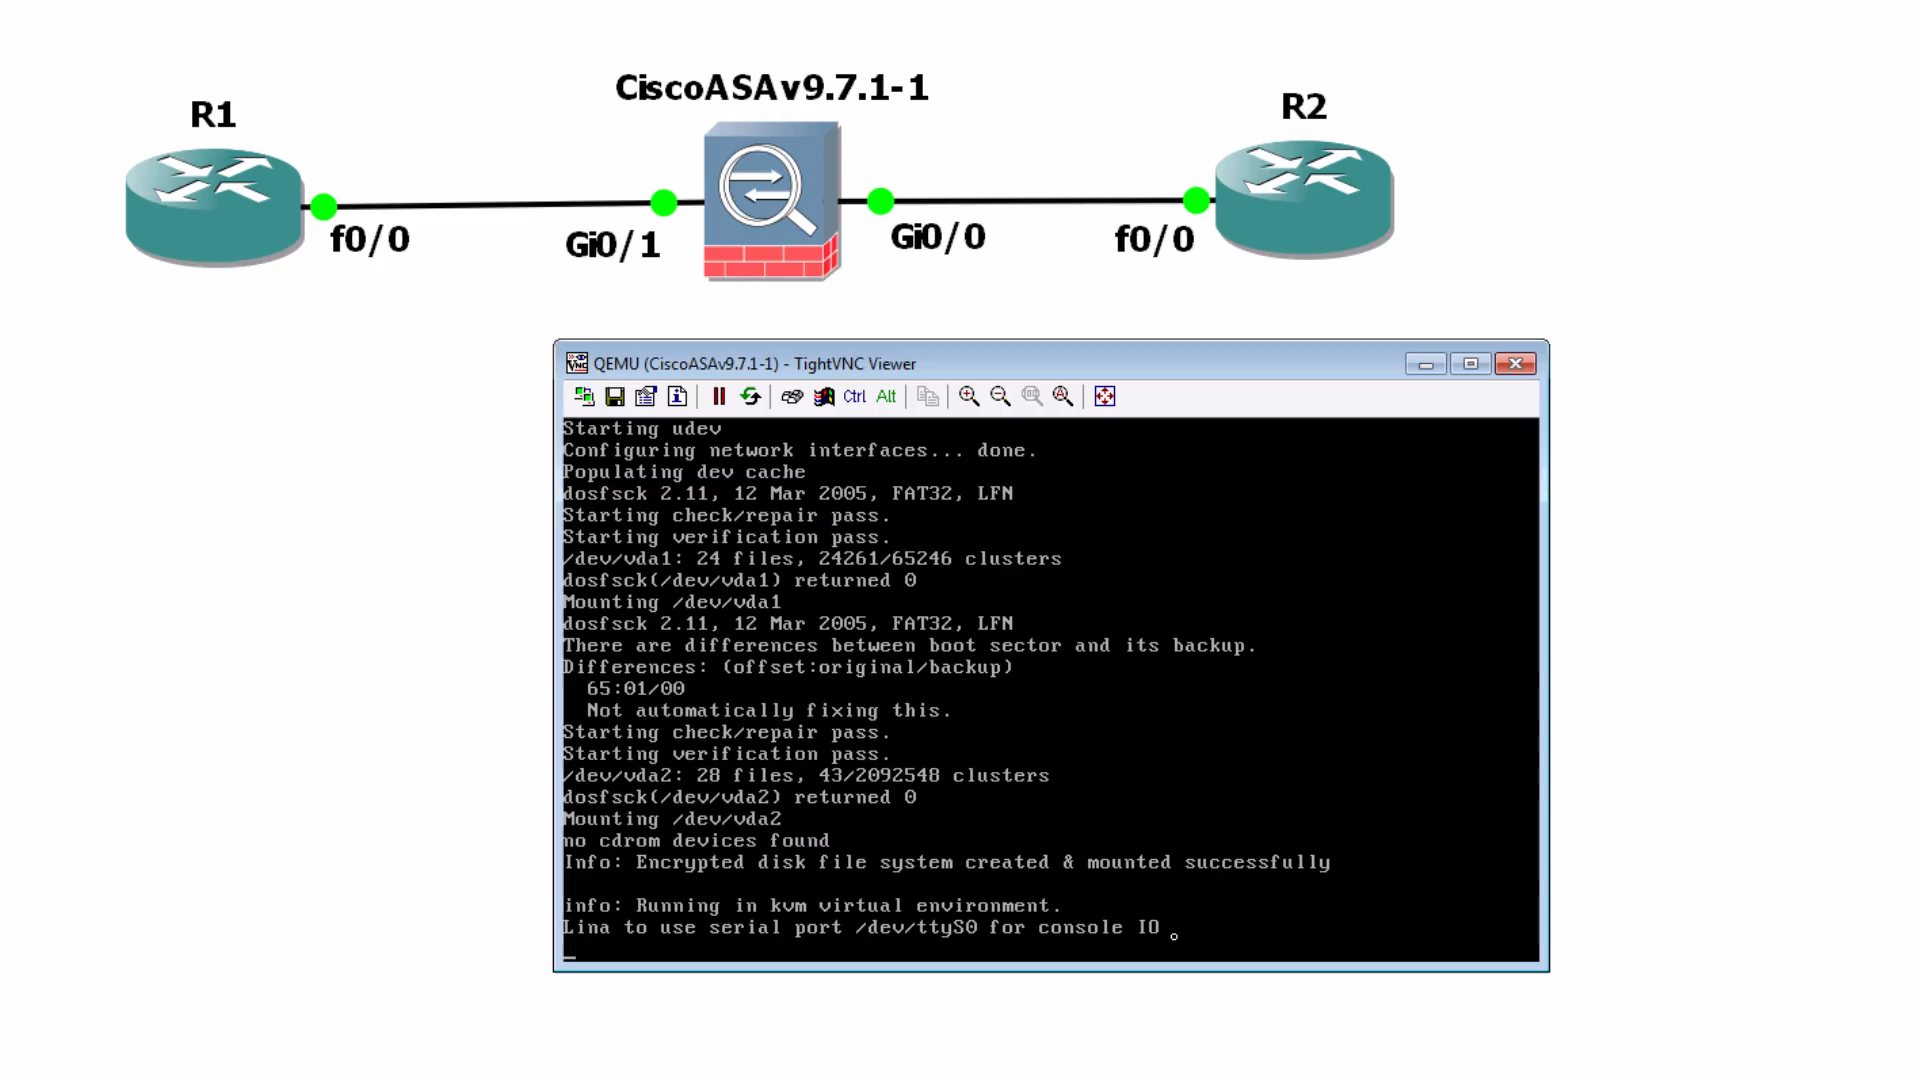 CiscoASAv9.7.1-1
R1
R2
f0/0
Gi0/1
Gi0/0
f0/0
QEMU (CiscoASAv9.7.1-1) - TightVNC Viewer
Ctrl Alt
Starting udev
Configuring network interfaces... done.
Populating dev cache
dosfsck 2.11, 12 Mar 2005, FAT32, LFN
Starting check/repair pass.
Starting verification pass.
/dev/vda1: 24 files, 24261/65246 clusters
dosfsck(/dev/vda1) returned 0
Mounting /dev/vda1
dosfsck 2.11, 12 Mar 2005, FAT32, LFN
There are differences between boot sector and its backup.
Differences: (offset:original/backup)
65:01/00
Not automatically fixing this.
Starting check/repair pass.
Starting verification pass.
/dev/vda2: 28 files, 43/2092548 clusters
dosfsck(/dev/vda2) returned 0
Mounting /dev/vda2
no cdrom devices found
Info: Encrypted disk file system created & mounted successfully
info: Running in kvm virtual environment.
Lina to use serial port /dev/ttyS0 for console IO